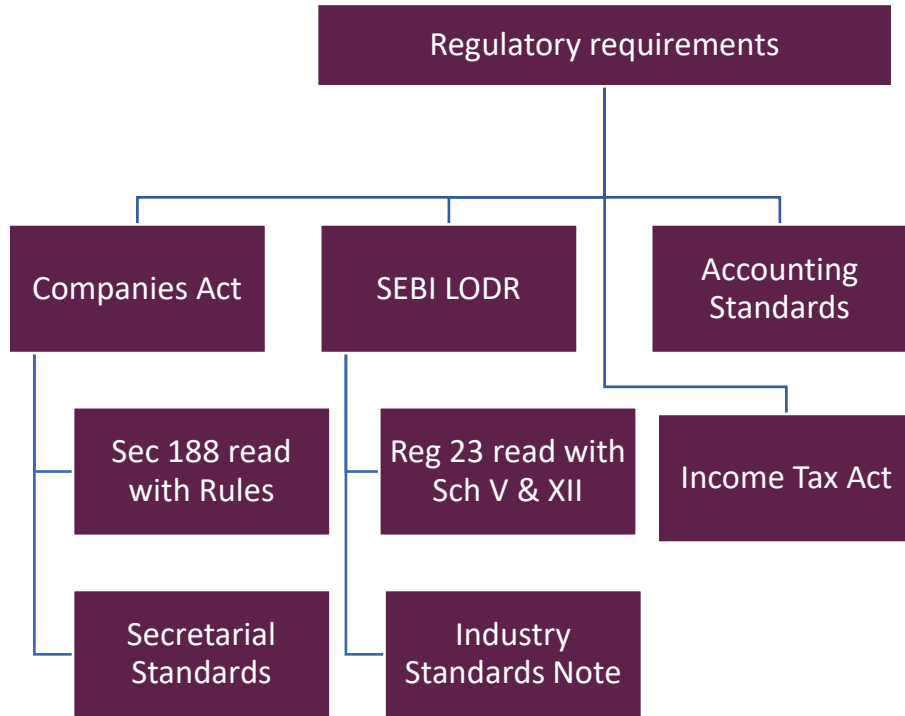 Regulatory requirements
Companies Act
SEBI LODR
Accounting
Standards
Sec 188 read
with Rules
Reg 23 read with
Sch V & XII
Income Tax Act
Secretarial
Standards
Industry
Standards Note